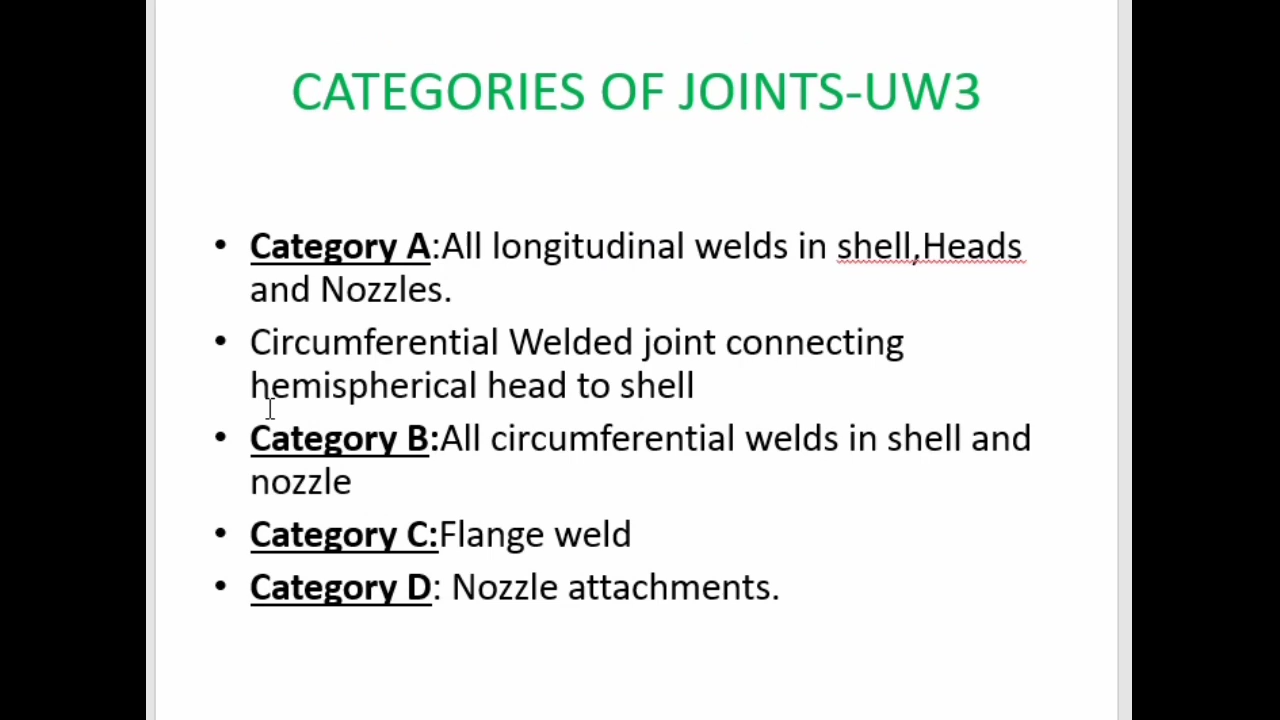 CATEGORIES OF JOINTS-UW3
• Category A:All longitudinal welds in shell,Heads
and Nozzles.
• Circumferential Welded joint connecting
hemispherical head to shell
• Category B:All circumferential welds in shell and
nozzle
• Category C:Flange weld
• Category D: Nozzle attachments.